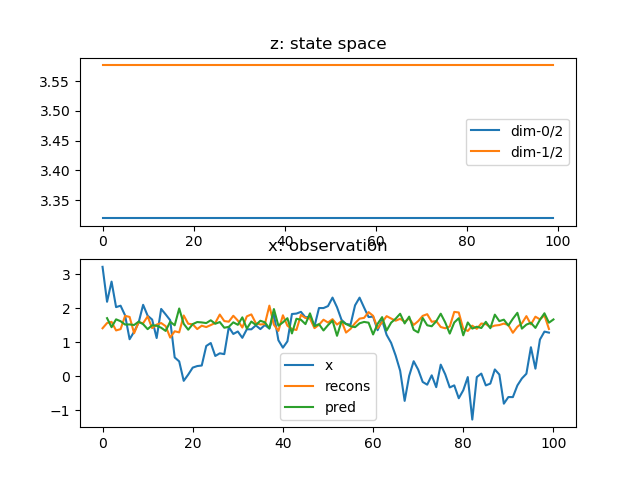 z: state space
3.55
3.50
3.45
3.40
3.35
dim-0/2
dim-1/2
0 20 40 60 80 100
x: observation
3
2
1
0
−1
x
recons
pred
0 20 40 60 80 100